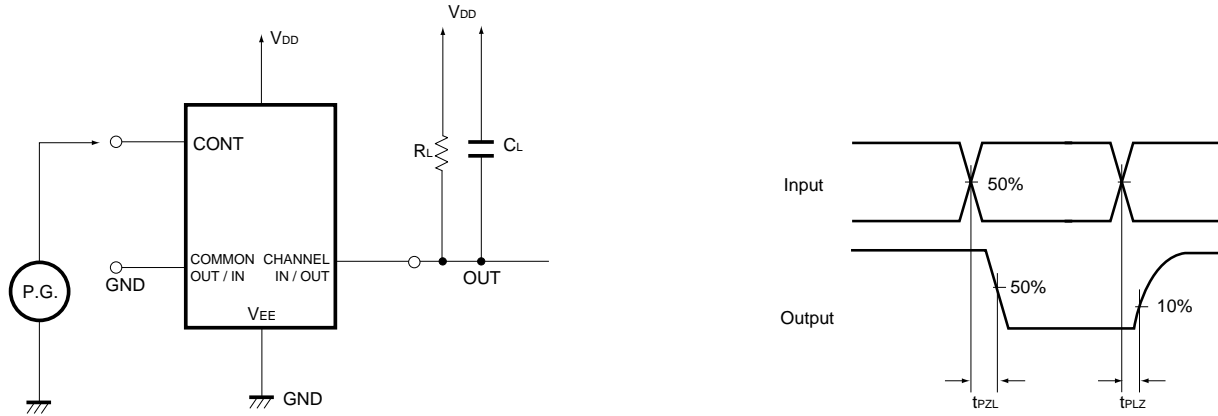 VDD
VDD
CONT
RL
CL
COMMON
OUT / IN
CHANNEL
IN / OUT
GND
OUT
P.G.
VEE
GND
Input
50%
50%
10%
Output
tPZL
tPLZ